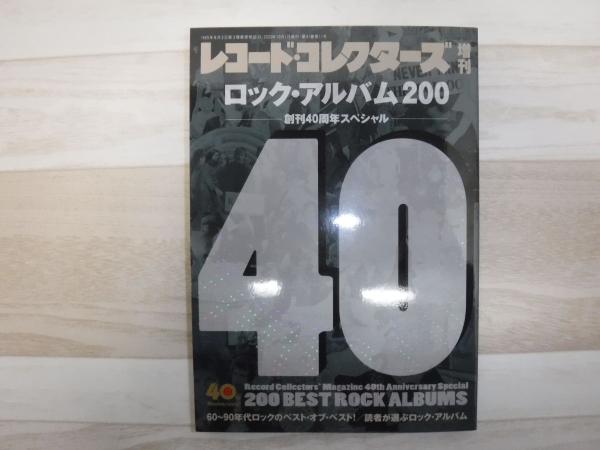 レコード・コレクターズ 増刊
NEVER
ロック・アルバム200
創刊40周年スペシャル
40
40
Record Collectors' Magazine 40th Anniversary Special
200 BEST ROCK ALBUMS
60〜90年代ロックのベスト・オブ・ベスト! / 読者が選ぶロック・アルバム